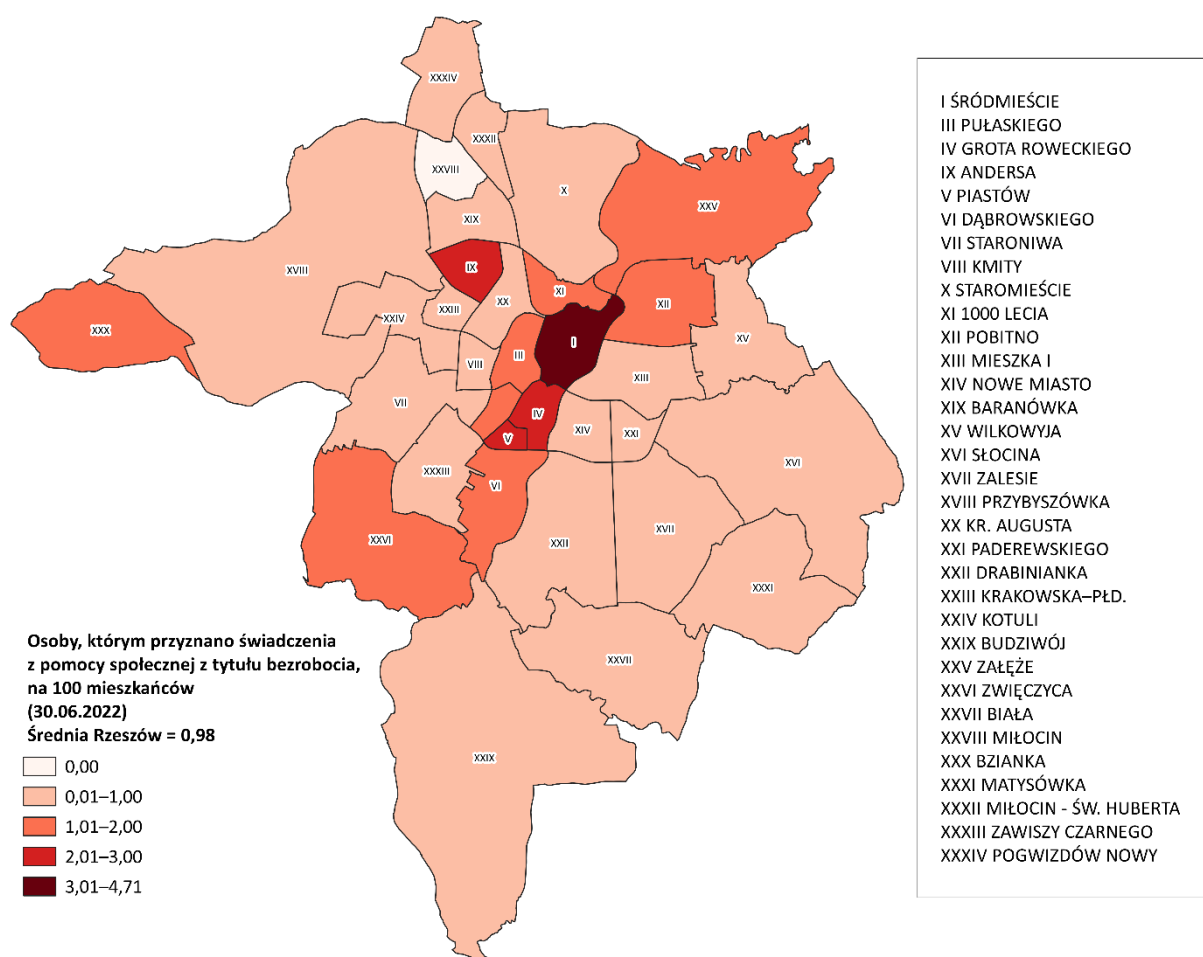 XXXIV
XXXII
XXVIII
X
XXV
XIX
XVIII
IX
XI
XX
XII
XXX
XXIII
XXIV
I
XV
III
VIII
XIII
VII
IV
XIV
XXI
V
XVI
XXXIII
VI
XXVI
XXII
XVII
XXXI
XXVII
XXIX
Osoby, którym przyznano świadczenia
z pomocy społecznej z tytułu bezrobocia,
na 100 mieszkańców
(30.06.2022)
Średnia Rzeszów = 0,98
0,00
0,01–1,00
1,01–2,00
2,01–3,00
3,01–4,71
I ŚRÓDMIEŚCIE
III PUŁASKIEGO
IV GROTA ROWECKIEGO
IX ANDERSA
V PIASTÓW
VI DĄBROWSKIEGO
VII STARONIWA
VIII KMITY
X STAROMIEŚCIE
XI 1000 LECIA
XII POBITNO
XIII MIESZKA I
XIV NOWE MIASTO
XIX BARANÓWKA
XV WILKOWYJA
XVI SŁOCINA
XVII ZALESIE
XVIII PRZYBYSZÓWKA
XX KR. AUGUSTA
XXI PADEREWSKIEGO
XXII DRABINIANKA
XXIII KRAKOWSKA–PŁD.
XXIV KOTULI
XXIX BUDZIWÓJ
XXV ZAŁĘŻE
XXVI ZWIĘCZYCA
XXVII BIAŁA
XXVIII MIŁOCIN
XXX BZIANKA
XXXI MATYSÓWKA
XXXII MIŁOCIN - ŚW. HUBERTA
XXXIII ZAWISZY CZARNEGO
XXXIV POGWIZDÓW NOWY